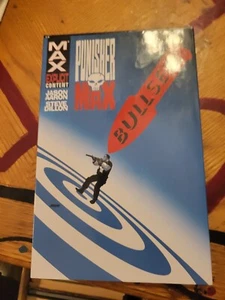 MAX
EXPLICIT
CONTENT
JASON
AARON
STEVE
DILLON
PUNISHER
MAX
BULLSEYE